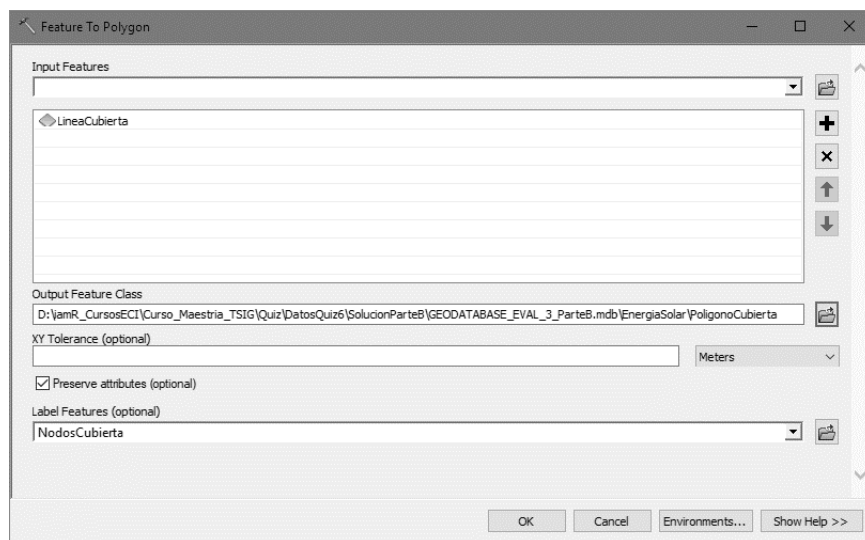 Feature To Polygon
Input Features
LineaCubierta
Output Feature Class
D:\iamR_CursosECI\Curso_Maestria_TSIG\Quiz\DatosQuiz6\SolucionParteB\GEODATABASE_EVAL_3_ParteB.mdb\EnergiaSolar\PoligonoCubierta
XY Tolerance (optional)
Meters
Preserve attributes (optional)
Label Features (optional)
NodosCubierta
OK Cancel Environments... Show Help >>